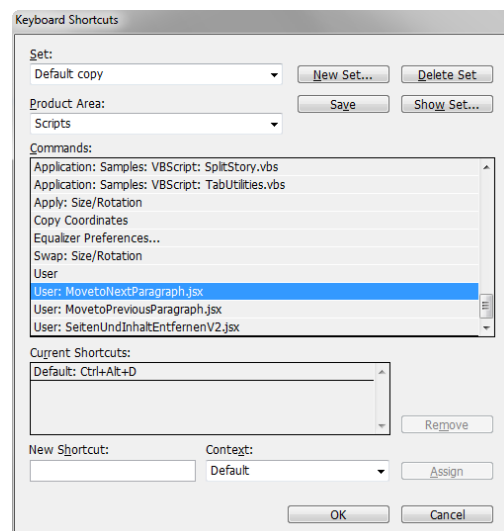 Keyboard Shortcuts
Set:
Default copy
New Set...
Delete Set
Product Area:
Save
Show Set...
Scripts
Commands:
Application: Samples: VBScript: SplitStory.vbs
Application: Samples: VBScript: TabUtilities.vbs
Apply: Size/Rotation
Copy Coordinates
Equalizer Preferences...
Swap: Size/Rotation
User
User: MovetoNextParagraph.jsx
User: MovetoPreviousParagraph.jsx
User: SeitenUndInhaltEntfernenV2.jsx
Current Shortcuts:
Default: Ctrl+Alt+D
Remove
New Shortcut:
Context:
Default
Assign
OK
Cancel